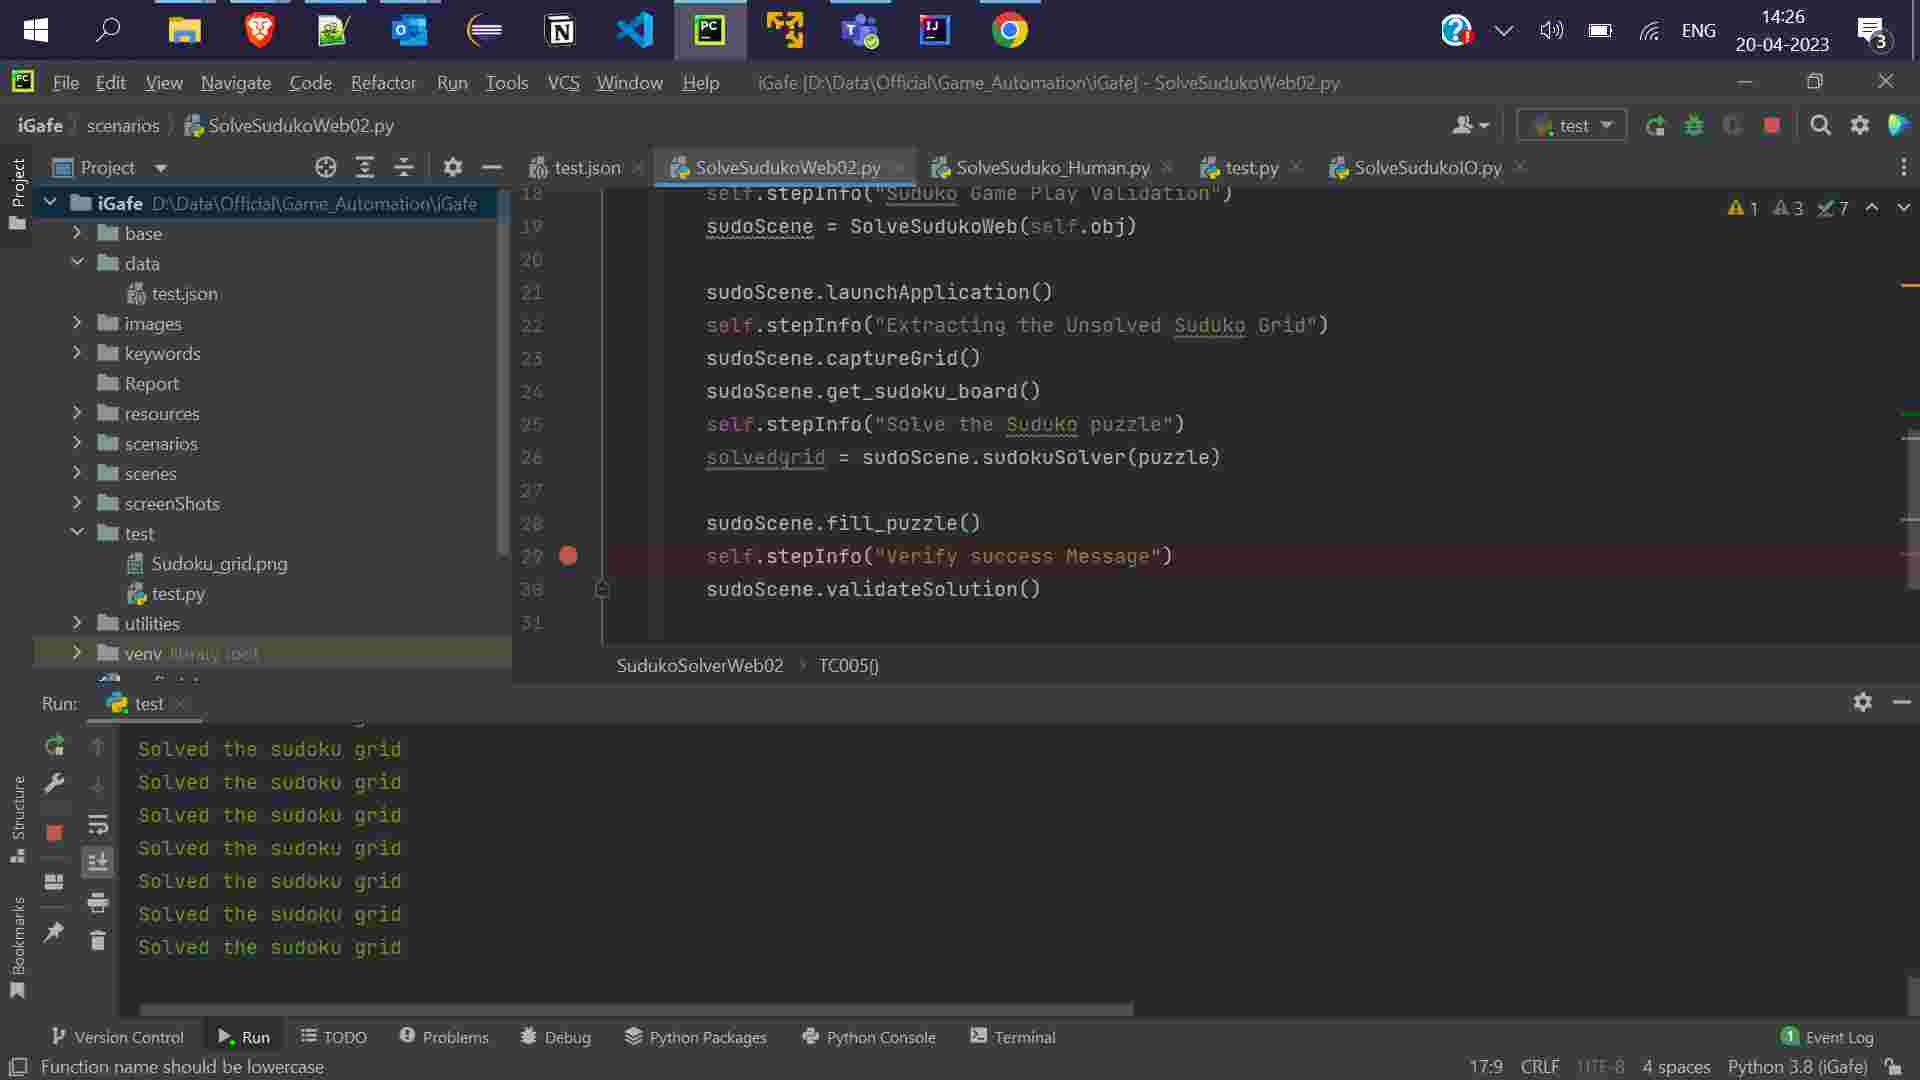 ENG
14:26
20-04-2023
3
File Edit View Navigate Code Refactor Run Tools VCS Window Help iGafe [D:\Data\Official\Game_Automation\iGafe] - SolveSudukoWeb02.py
iGafe scenarios SolveSudukoWeb02.py
test
Project
test.json SolveSudukoWeb02.py SolveSuduko_Human.py test.py SolveSudukoIO.py
Project
iGafe D:\Data\Official\Game_Automation\iGafe
base
data
test.json
images
keywords
Report
resources
scenarios
scenes
screenShots
test
Sudoku_grid.png
test.py
utilities
venv library root
1 3 7
18 self.stepInfo("Suduko Game Play Validation")
19 sudoScene = SolveSudukoWeb(self.obj)
20
21 sudoScene.launchApplication()
22 self.stepInfo("Extracting the Unsolved Suduko Grid")
23 sudoScene.captureGrid()
24 sudoScene.get_sudoku_board()
25 self.stepInfo("Solve the Suduko puzzle")
26 solvedgrid = sudoScene.sudokuSolver(puzzle)
27
28 sudoScene.fill_puzzle()
29 self.stepInfo("Verify success Message")
30 sudoScene.validateSolution()
31
SudukoSolverWeb02 TC005()
Run: test
Solved the sudoku grid
Solved the sudoku grid
Solved the sudoku grid
Solved the sudoku grid
Solved the sudoku grid
Solved the sudoku grid
Solved the sudoku grid
Structure
Bookmarks
Version Control Run TODO Problems Debug Python Packages Python Console Terminal 1 Event Log
Function name should be lowercase 17:9 CRLF UTF-8 4 spaces Python 3.8 (iGafe)